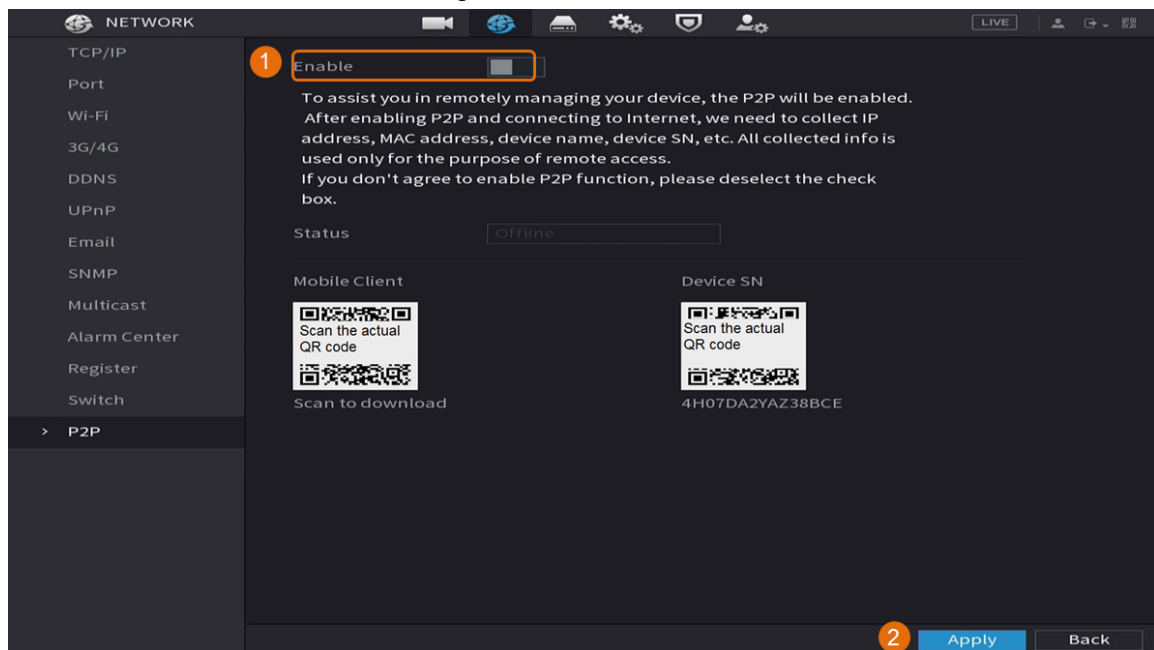 NETWORK
LIVE
TCP/IP
Port
Wi-Fi
3G/4G
DDNS
UPnP
Email
SNMP
Multicast
Alarm Center
Register
Switch
> P2P
1
Enable
To assist you in remotely managing your device, the P2P will be enabled.
After enabling P2P and connecting to Internet, we need to collect IP
address, MAC address, device name, device SN, etc. All collected info is
used only for the purpose of remote access.
If you don't agree to enable P2P function, please deselect the check
box.
Status
Offline
Mobile Client
Scan the actual
QR code
Scan to download
Device SN
Scan the actual
QR code
4H07DA2YAZ38BCE
2
Apply
Back